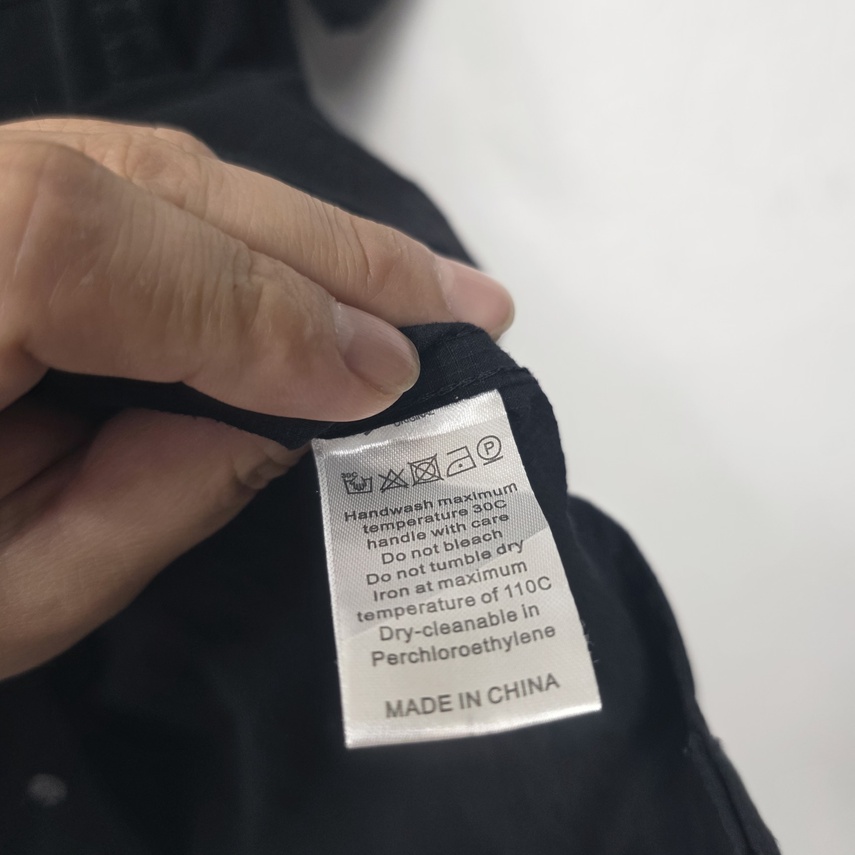 P
Handwash maximum
temperature 30C
handle with care
Do not bleach
Do not tumble dry
Iron at maximum
temperature of 110C
Dry-cleanable in
Perchloroethylene
MADE IN CHINA